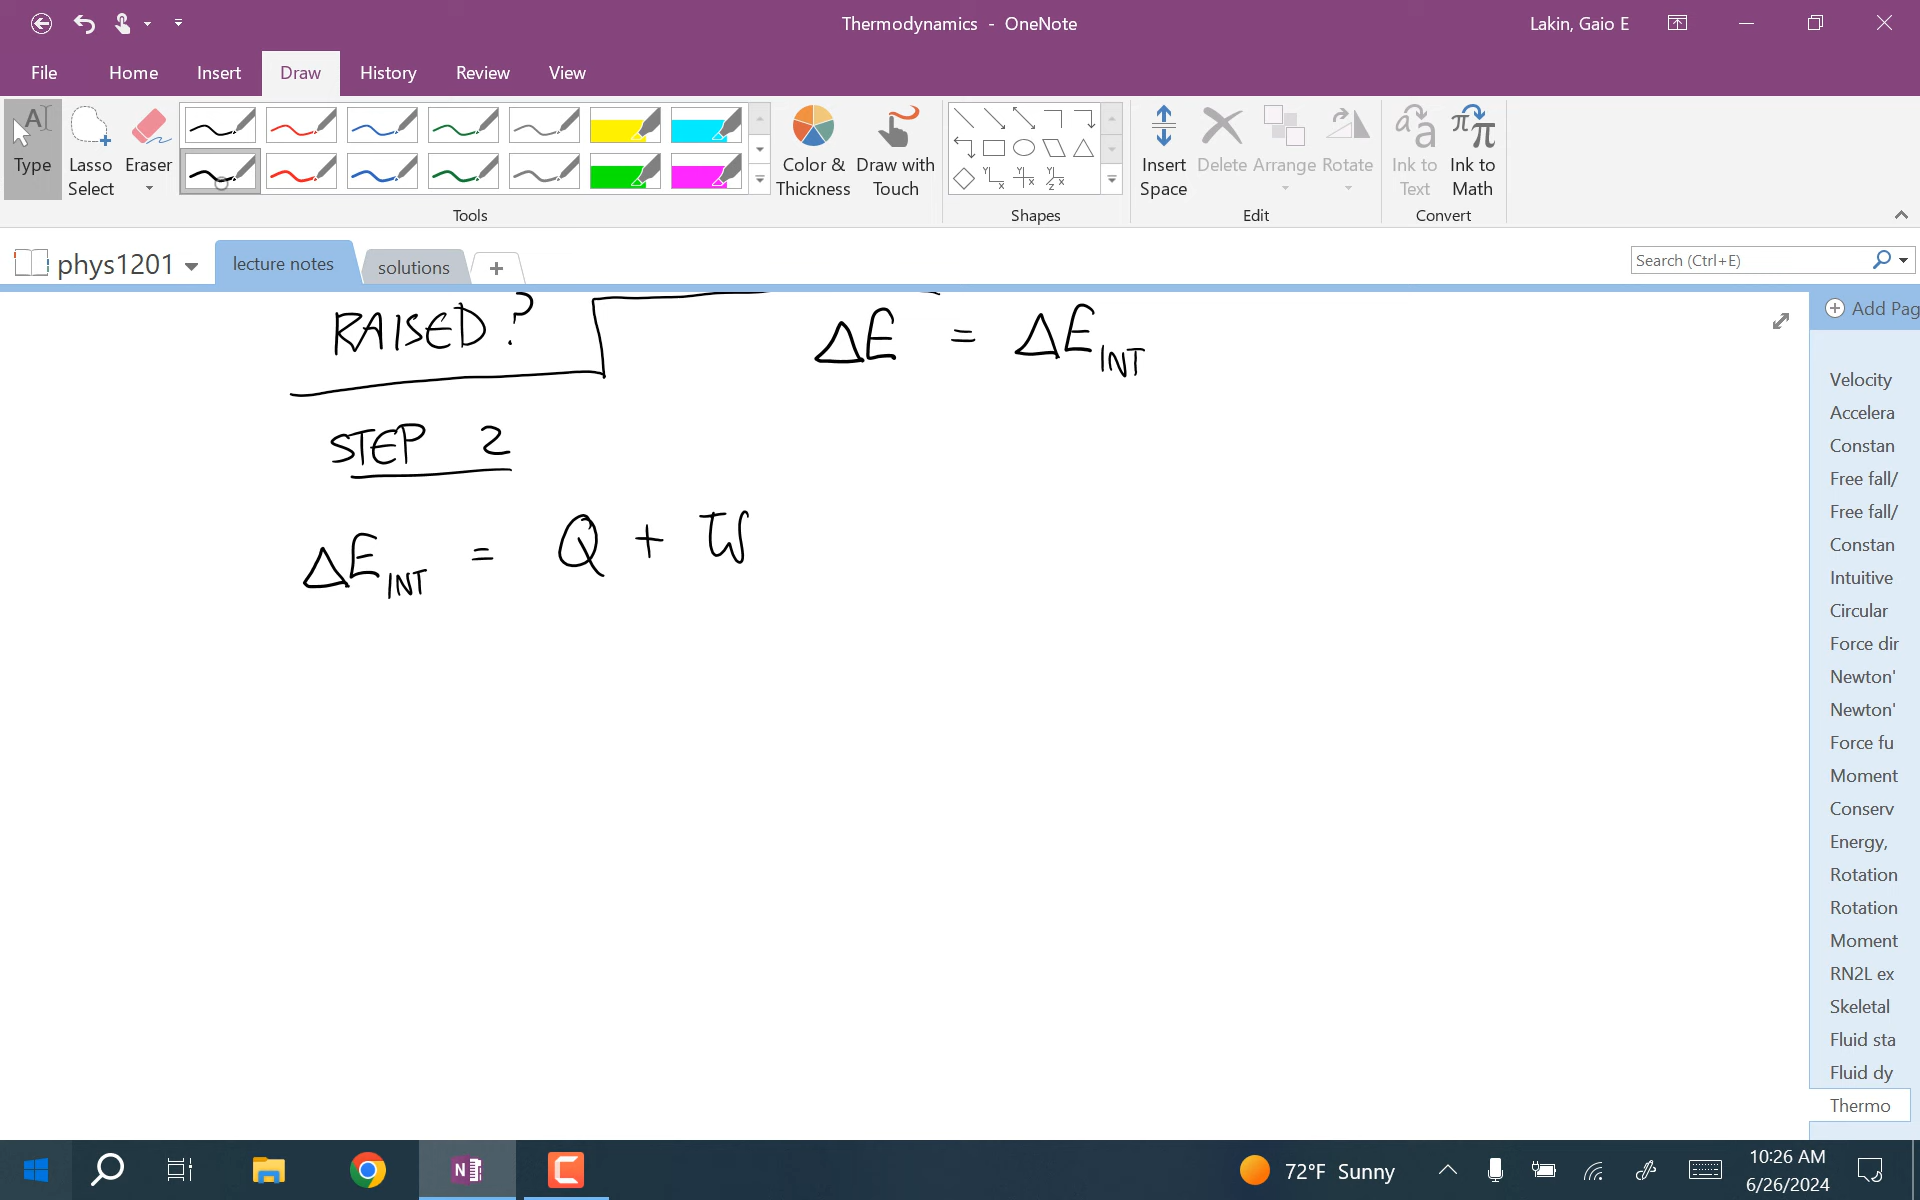 Thermodynamics - OneNote
Lakin, Gaio E
File Home Insert Draw History Review View
Type
Lasso Select
Eraser
Color & Thickness
Draw with Touch
Insert Space
Delete
Arrange
Rotate
Ink to Text
Ink to Math
Tools
Shapes
Edit
Convert
phys1201
lecture notes
solutions
Search (Ctrl+E)
RAISED?
ΔE = ΔE_INT
STEP 2
ΔE_INT = Q + W
Add Pag
Velocity
Accelera
Constan
Free fall/
Free fall/
Constan
Intuitive
Circular
Force dir
Newton'
Newton'
Force fu
Moment
Conserv
Energy,
Rotation
Rotation
Moment
RN2L ex
Skeletal
Fluid sta
Fluid dy
Thermo
72°F Sunny
10:26 AM
6/26/2024